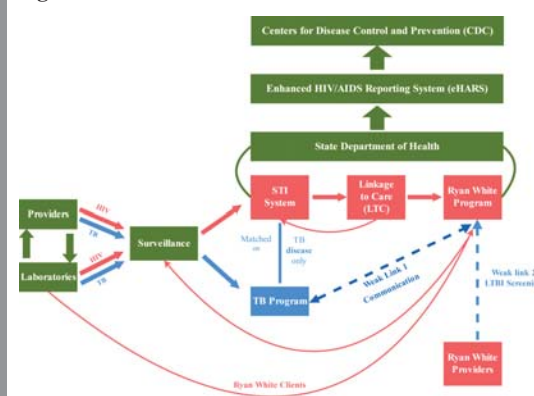 Centers for Disease Control and Prevention (CDC)
Enhanced HIV/AIDS Reporting System (eHARS)
State Department of Health
STI
System
Linkage
to Care
(LTC)
Ryan White
Program
Providers
HIV
TB
Surveillance
Laboratories
HIV
TB
Matched
on
TB
disease
only
TB Program
Weak Link 1
Communication
Weak link 2
LTBI Screeni
Ryan White
Providers
Ryan White Clients